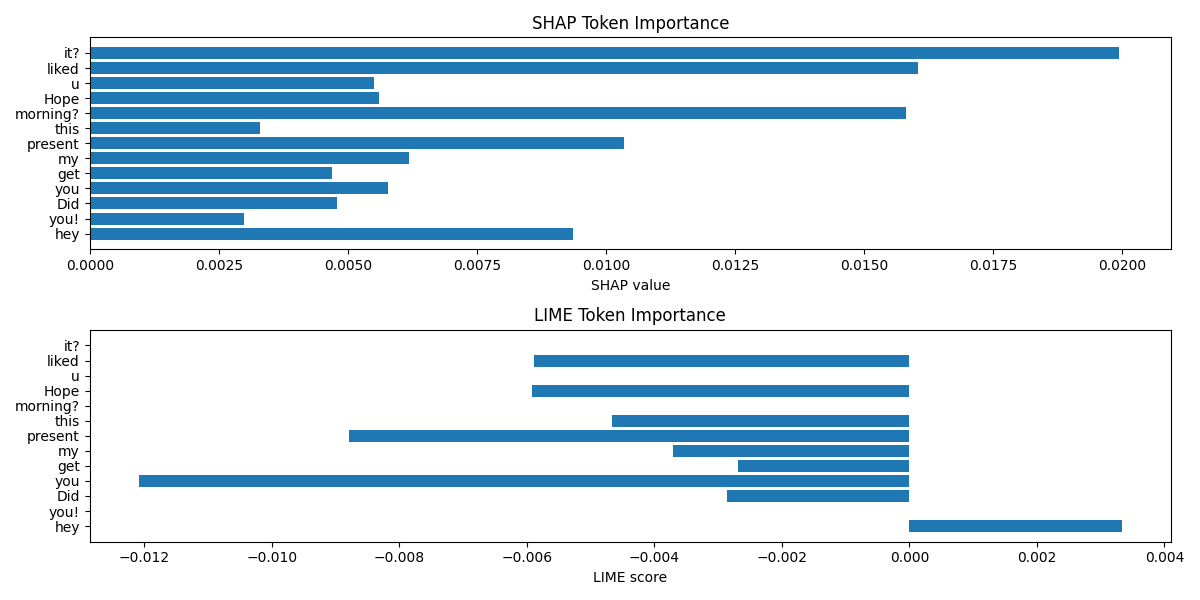 SHAP Token Importance
it?
liked
u
Hope
morning?
this
present
my
get
you
Did
you!
hey
0.0000 0.0025 0.0050 0.0075 0.0100 0.0125 0.0150 0.0175 0.0200
SHAP value
LIME Token Importance
it?
liked
u
Hope
morning?
this
present
my
get
you
Did
you!
hey
−0.012 −0.010 −0.008 −0.006 −0.004 −0.002 0.000 0.002 0.004
LIME score